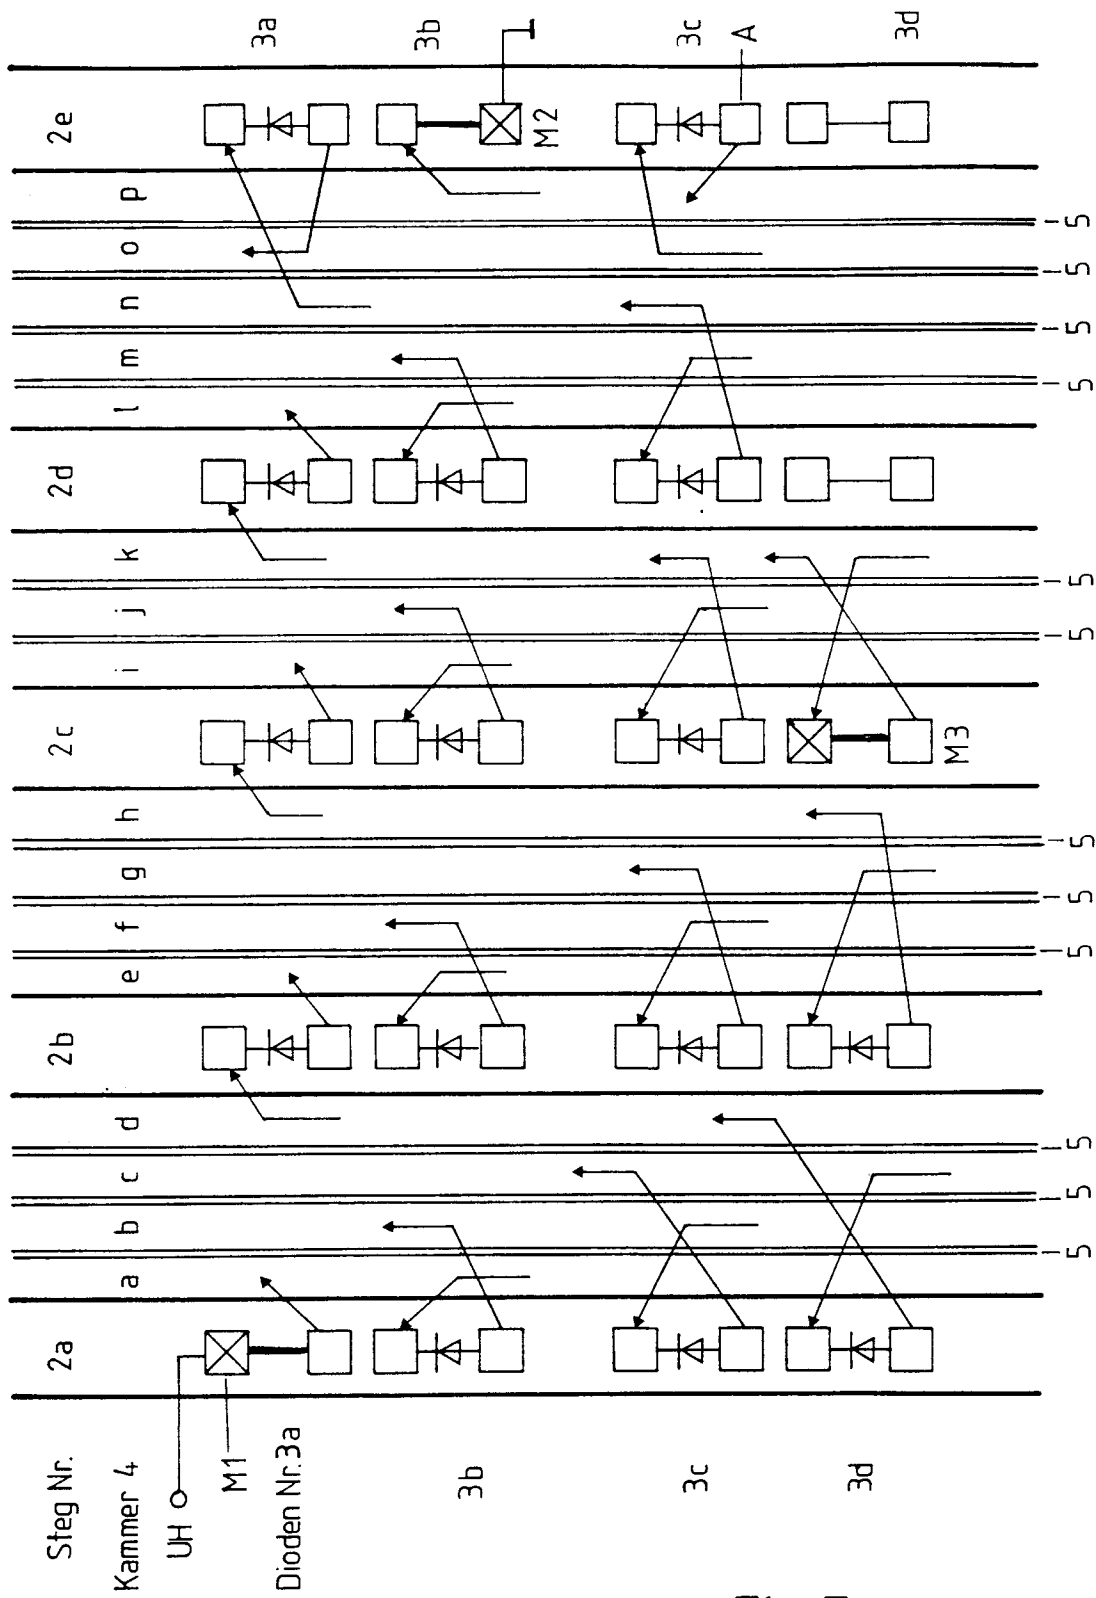 Steg Nr. 2a 2b 2c 2d 2e
Kammer 4 a b c d e f g h i j k l m n o p
UH
M1
Dioden Nr.3a 3a
3b 3b
M2
3c 3c
A
3d 3d
M3
5 5 5 5 5 5 5 5 5 5 5 5